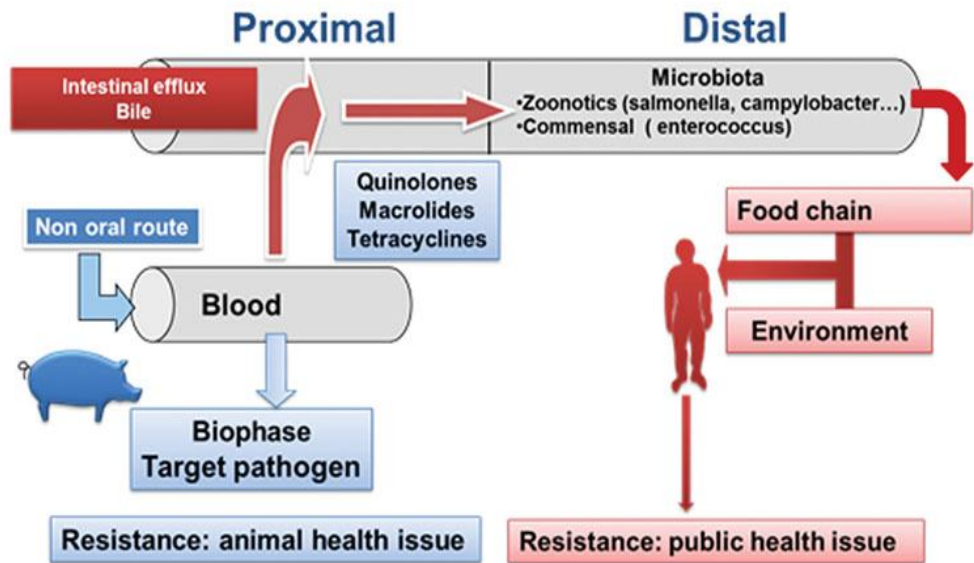 Proximal
Distal
Intestinal efflux
Bile
Microbiota
•Zoonotics (salmonella, campylobacter...)
•Commensal ( enterococcus)
Quinolones
Macrolides
Tetracyclines
Food chain
Non oral route
Blood
Environment
Biophase
Target pathogen
Resistance: animal health issue
Resistance: public health issue